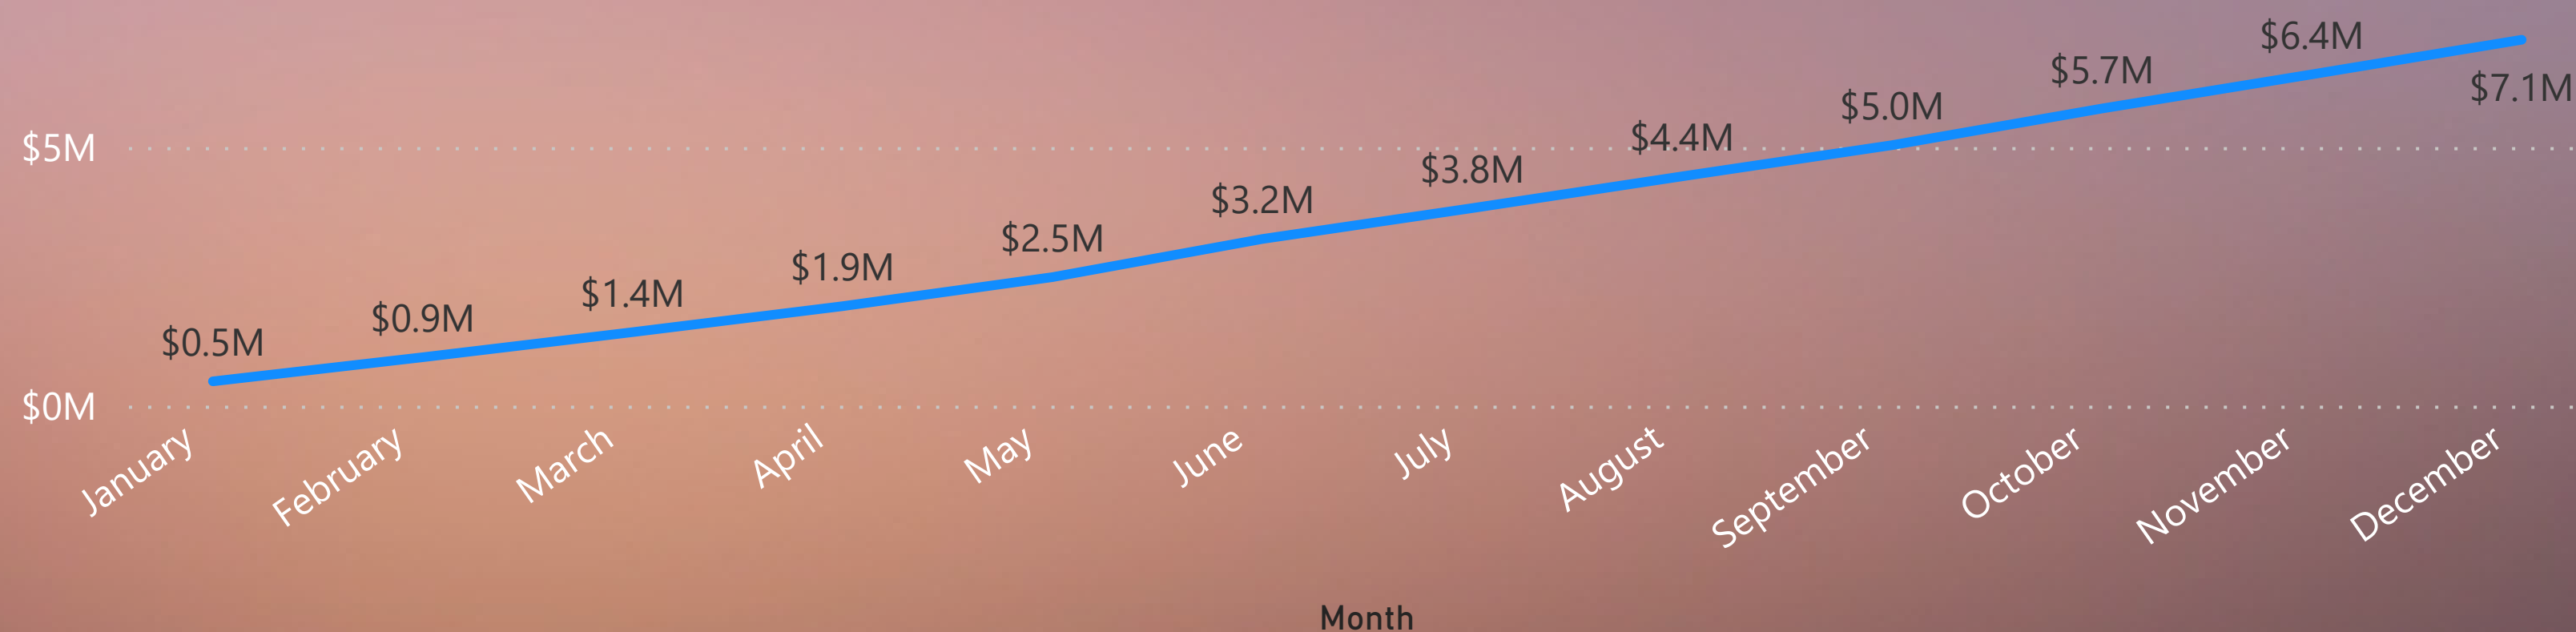 $6.4M
$5.7M
$7.1M
$5.0M
$5M
$4.4M
$3.8M
$3.2M
$2.5M
$1.9M
$1.4M
$0.9M
$0.5M
$0M
January
February
March
April
May
June
July
August
September
October
November
December
Month